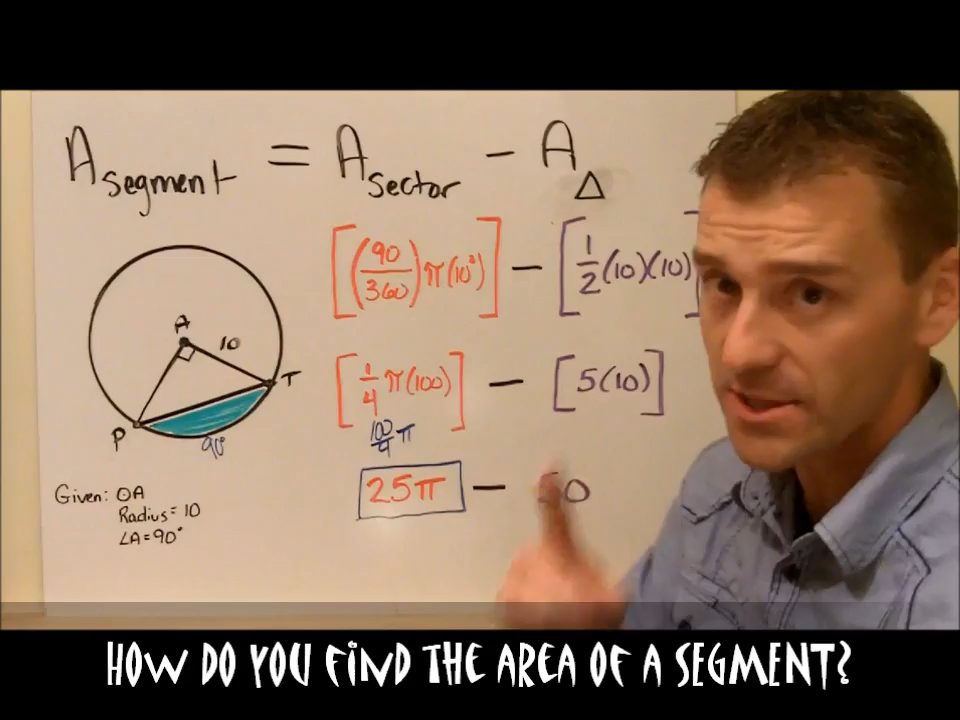 A segment = A sector - A Δ
[(90/360)π(10²)] - [1/2(10)(10)]
[1/4 π(100)] - [5(10)]
100/4 π
25π - 50
A
10
T
P
90°
Given: ⊙A
Radius = 10
∠A = 90°
HOW DO YOU FIND THE AREA OF A SEGMENT?